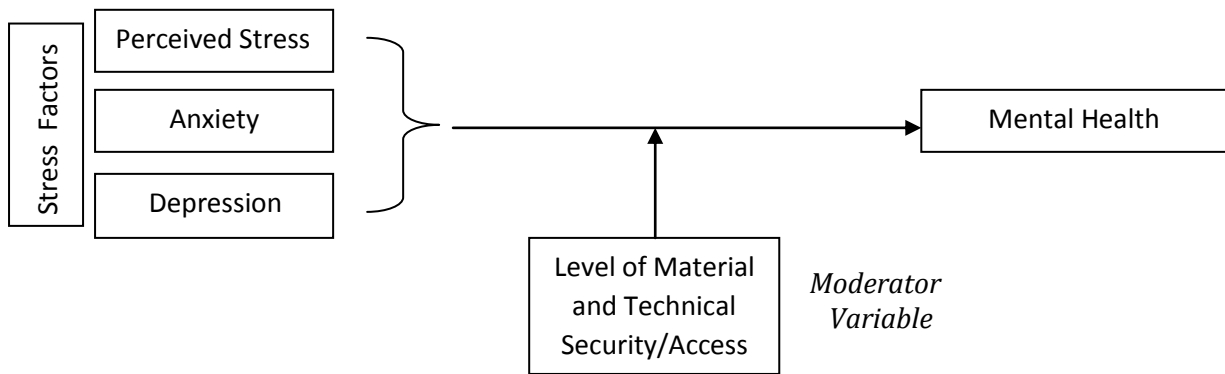 Stress Factors
Perceived Stress
Anxiety
Depression
Mental Health
Level of Material
and Technical
Security/Access
Moderator
Variable